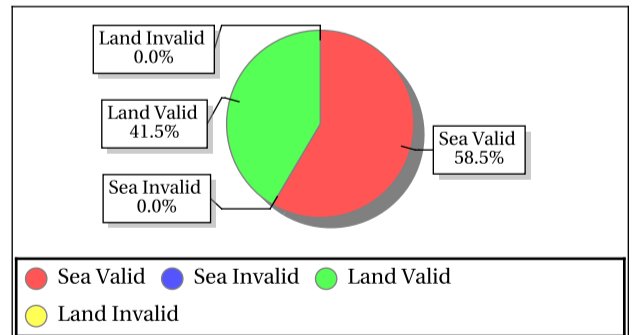 Land Invalid
0.0%
Land Valid
41.5%
Sea Valid
58.5%
Sea Invalid
0.0%
Sea Valid Sea Invalid Land Valid
Land Invalid